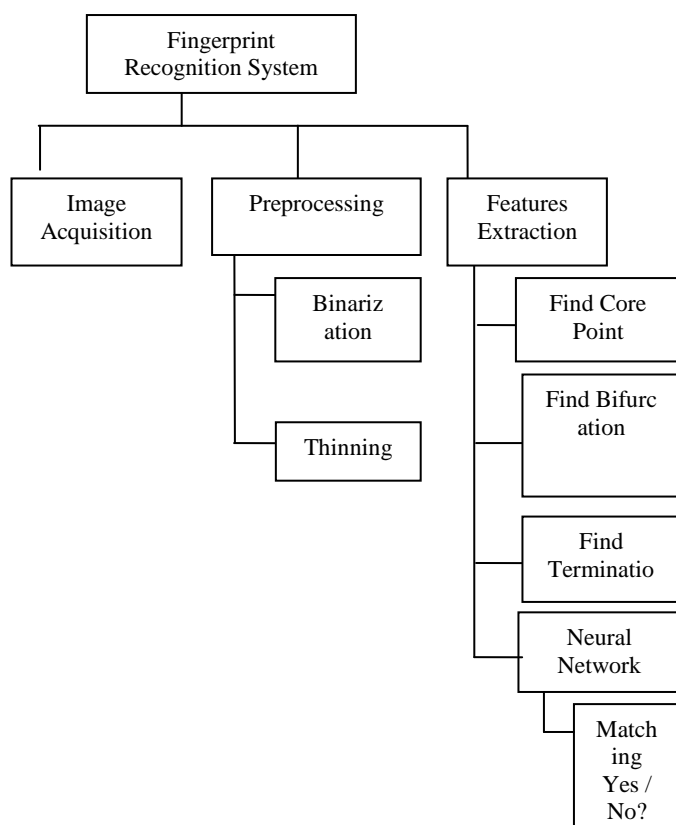 Fingerprint
Recognition System
Image
Acquisition
Preprocessing
Features
Extraction
Binariz
ation
Thinning
Find Core
Point
Find Bifurc
ation
Find
Terminatio
Neural
Network
Match
ing
Yes /
No?